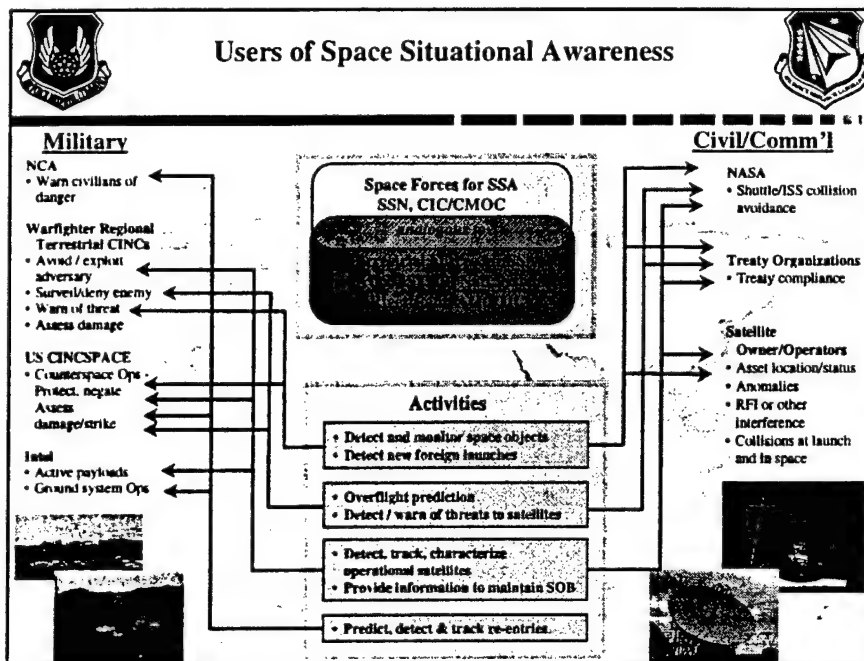 Users of Space Situational Awareness
Military
NCA
• Warn civilians of
danger
Warfighter Regional
Terrestrial CINCs
• Avoid / exploit
adversary
• Surveil/deny enemy
• Warn of threat
• Assess damage
US CINCSPACE
• Counterspace Ops -
Protect, negate
Assess
damage/strike
Intel
• Active payloads
• Ground system Ops
Space Forces for SSA
SSN, CIC/CMOC
analogous to
Activities
• Detect and monitor space objects
• Detect new foreign launches
• Overflight prediction
• Detect / warn of threats to satellites
• Detect, track, characterize
operational satellites
• Provide information to maintain SOB
• Predict, detect & track re-entries
Civil/Comm'l
NASA
• Shuttle/ISS collision
avoidance
Treaty Organizations
• Treaty compliance
Satellite
Owner/Operators
• Asset location/status
• Anomalies
• RFI or other
interference
• Collisions at launch
and in space